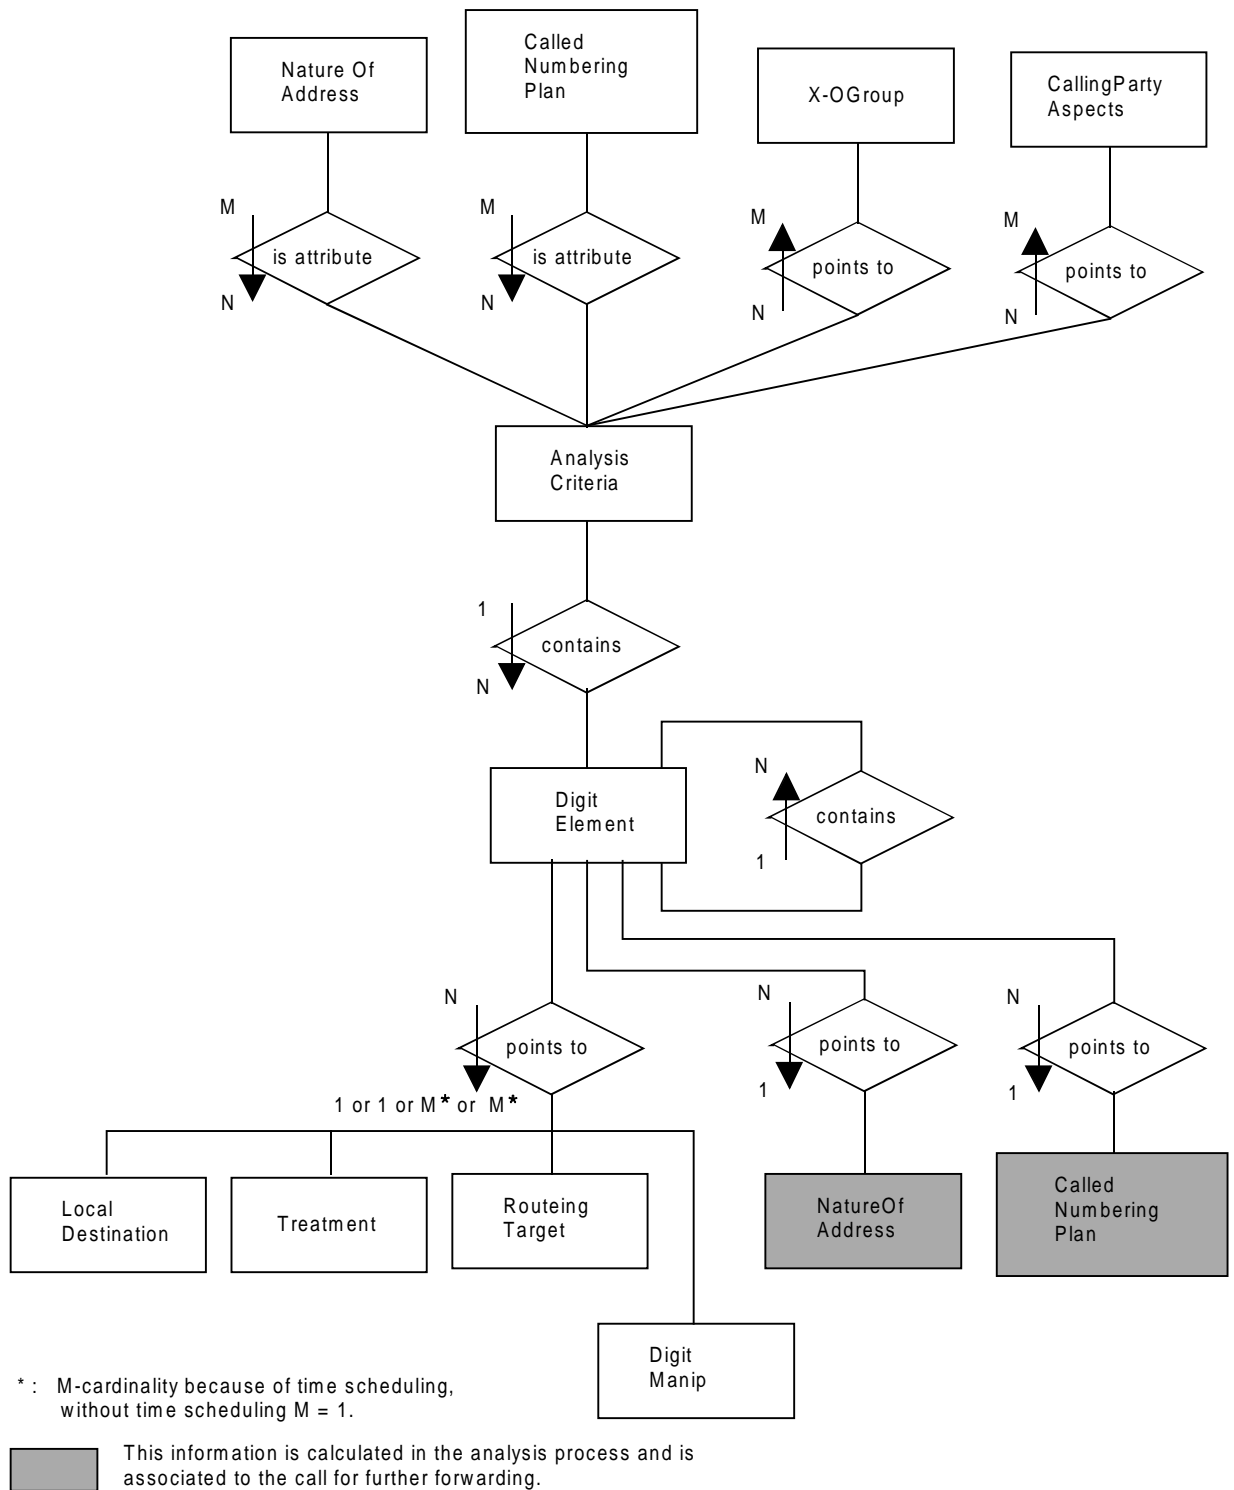 Nature Of
Address
Called
Numbering
Plan
X-OGroup
CallingParty
Aspects
M
is attribute
N
M
is attribute
N
M
points to
N
M
points to
N
Analysis
Criteria
1
contains
N
Digit
Element
N
contains
1
N
points to
1 or 1 or M* or M*
N
points to
1
N
points to
1
Local
Destination
Treatment
Routeing
Target
NatureOf
Address
Called
Numbering
Plan
Digit
Manip
* : M-cardinality because of time scheduling,
without time scheduling M = 1.
This information is calculated in the analysis process and is
associated to the call for further forwarding.